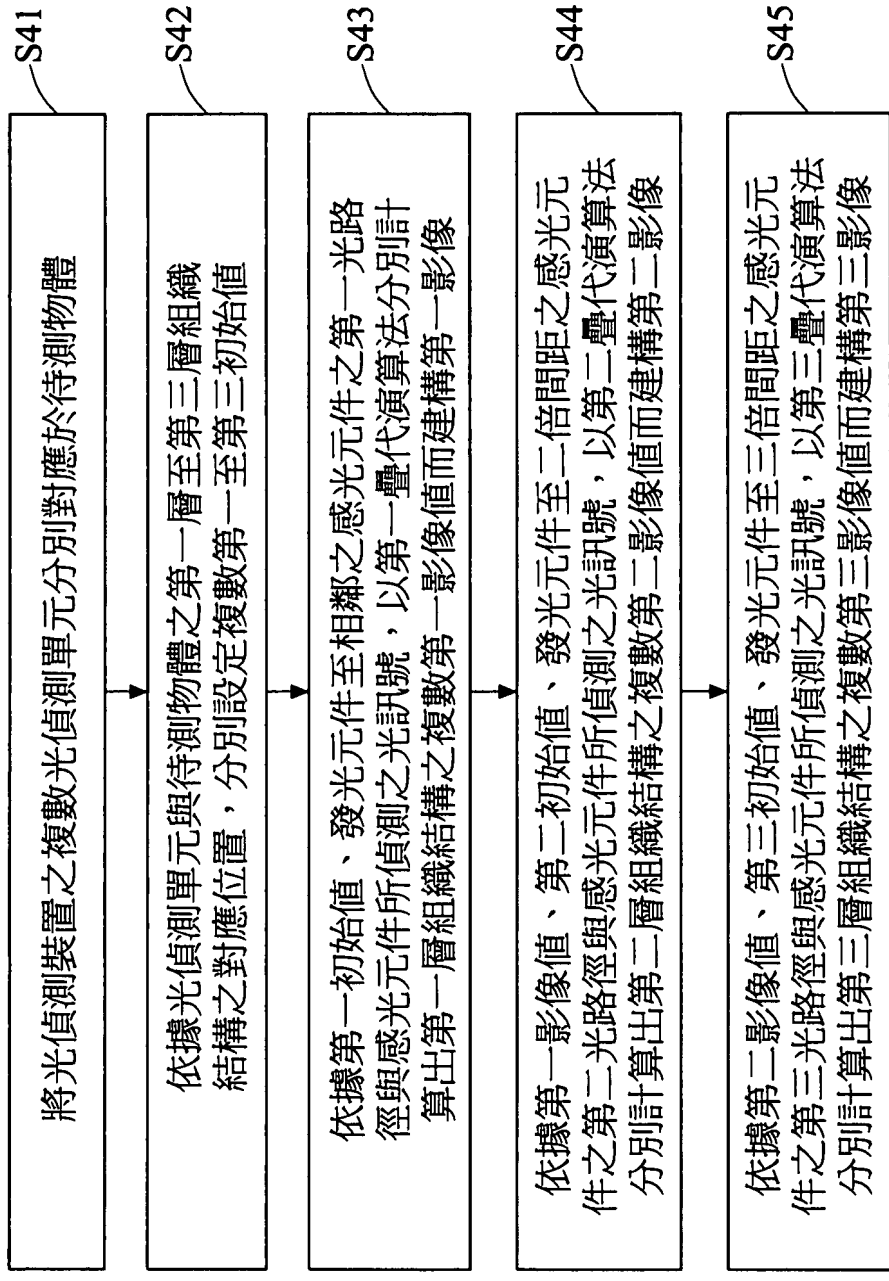 S41
將光偵測裝置之複數光偵測單元分別對應於待測物體
S42
依據光偵測單元與待測物體之第一層至第三層組織
結構之對應位置，分別設定複數第一至第三初始值
S43
依據第一初始值、發光元件至相鄰之感光元件之第一光路
徑與感光元件所偵測之光訊號，以第一疊代演算法分別計
算出第一層組織結構之複數第一影像值而建構第一影像
S44
依據第一影像值、第二初始值、發光元件至二倍間距之感光元
件之第二光路徑與感光元件所偵測之光訊號，以第二疊代演算法
分別計算出第二層組織結構之複數第二影像值而建構第二影像
S45
依據第二影像值、第三初始值、發光元件至三倍間距之感光元
件之第三光路徑與感光元件所偵測之光訊號，以第三疊代演算法
分別計算出第三層組織結構之複數第三影像值而建構第三影像